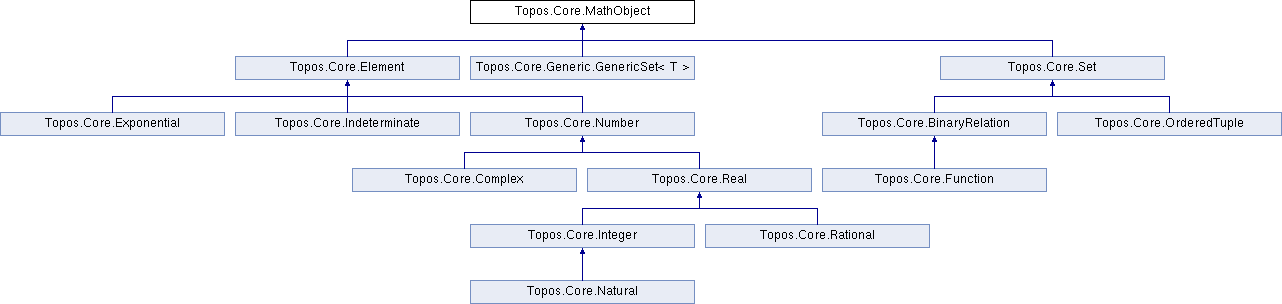 Topos.Core.MathObject
Topos.Core.Element
Topos.Core.Generic.GenericSet< T >
Topos.Core.Set
Topos.Core.Exponential
Topos.Core.Indeterminate
Topos.Core.Number
Topos.Core.BinaryRelation
Topos.Core.OrderedTuple
Topos.Core.Complex
Topos.Core.Real
Topos.Core.Function
Topos.Core.Integer
Topos.Core.Rational
Topos.Core.Natural